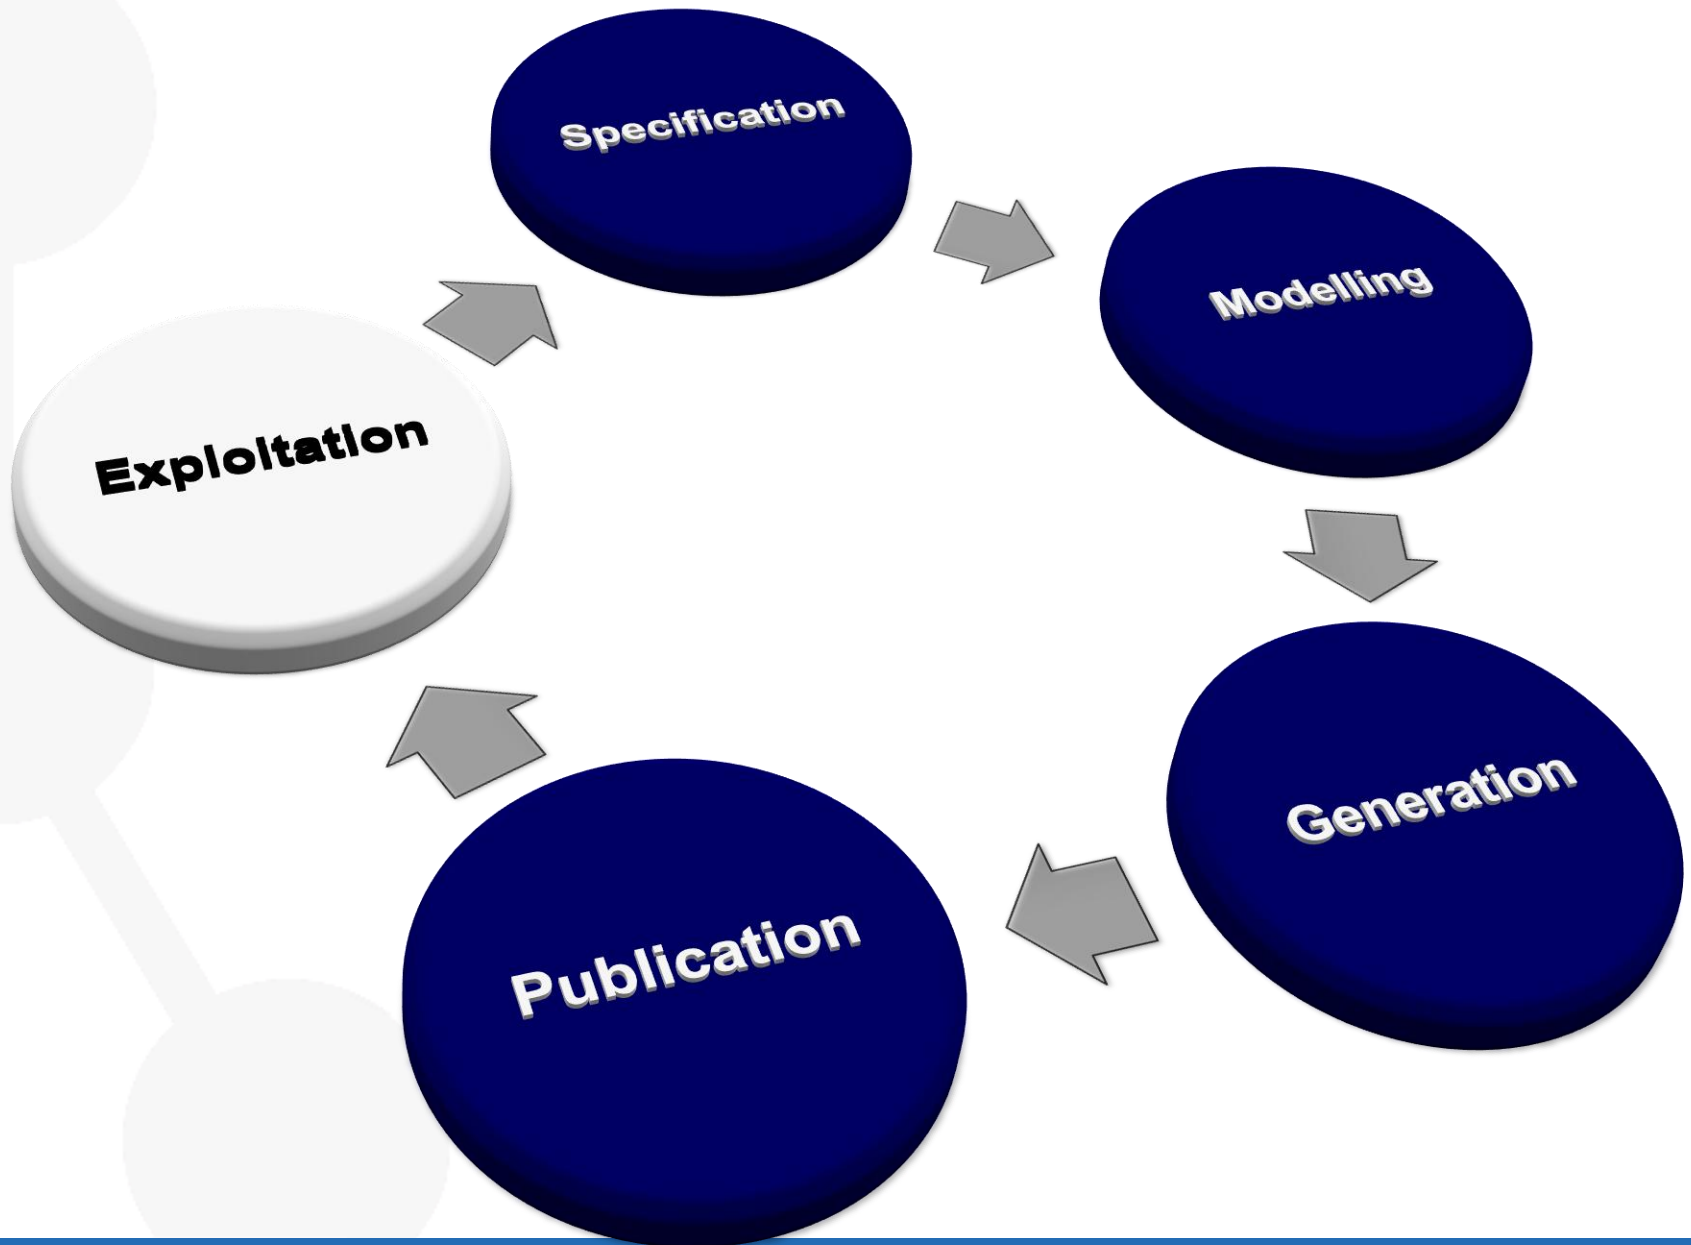 Specification
Modelling
Generation
Publication
Exploitation